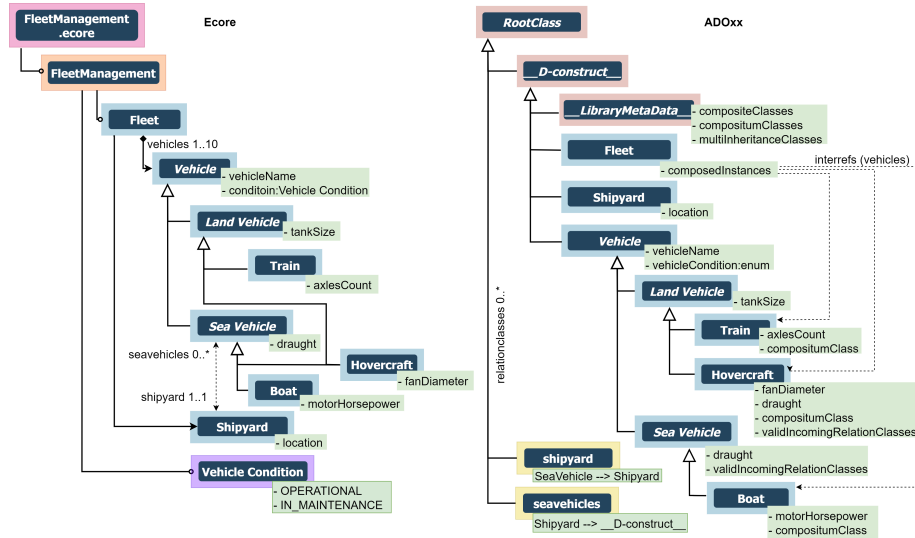 Ecore
FleetManagement
.ecore
FleetManagement
Fleet
vehicles 1..10
Vehicle
- vehicleName
- conditoin:Vehicle Condition
Land Vehicle
- tankSize
Train
- axlesCount
Sea Vehicle
- draught
seavehicles 0..*
Hovercraft
- fanDiameter
Boat
- motorHorsepower
shipyard 1..1
Shipyard
- location
Vehicle Condition
- OPERATIONAL
- IN_MAINTENANCE
ADOxx
RootClass
__D-construct__
__LibraryMetaData__
- compositeClasses
- compositumClasses
- multiInheritanceClasses
Fleet
- composedInstances
interrefs (vehicles)
Shipyard
- location
Vehicle
- vehicleName
- vehicleCondition:enum
Land Vehicle
- tankSize
Train
- axlesCount
- compositumClass
Hovercraft
- fanDiameter
- draught
- compositumClass
- validIncomingRelationClasses
Sea Vehicle
- draught
- validIncomingRelationClasses
Boat
- motorHorsepower
- compositumClass
relationclasses 0..*
shipyard
SeaVehicle --> Shipyard
seavehicles
Shipyard --> __D-construct__